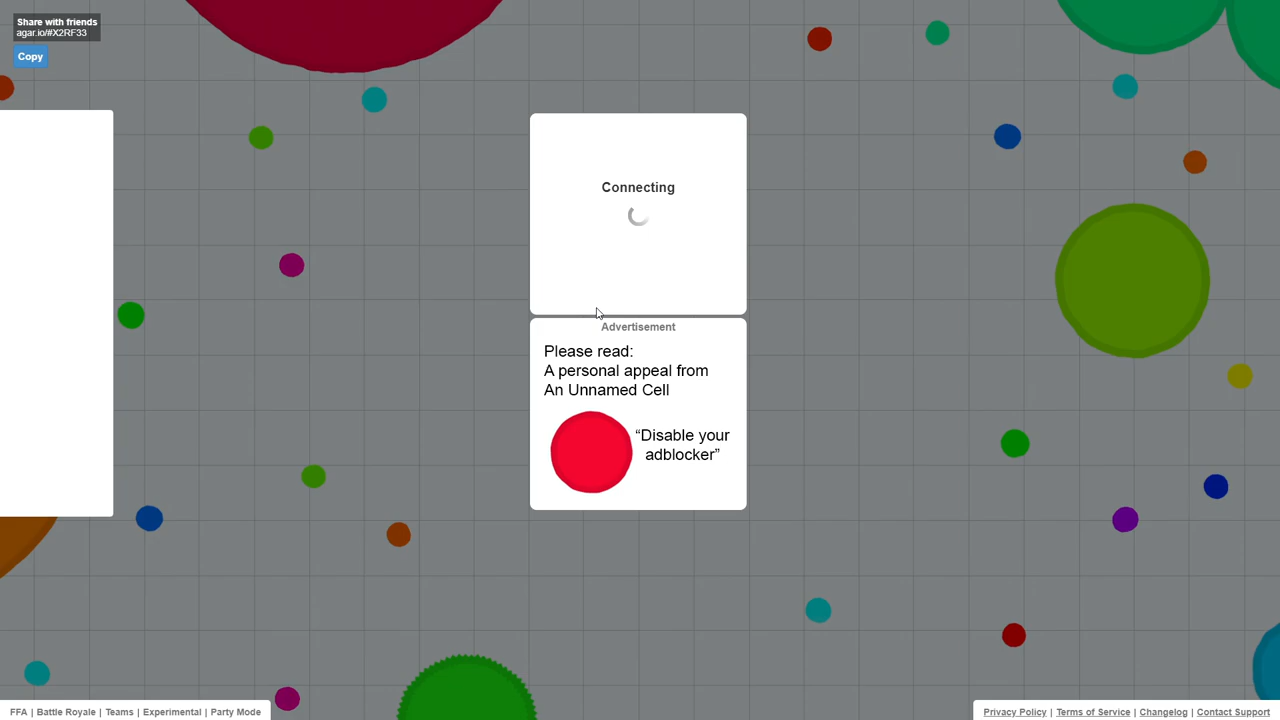 Share with friends
agar.io/#X2RF33
Copy
Connecting
Advertisement
Please read:
A personal appeal from
An Unnamed Cell
“Disable your
adblocker”
FFA | Battle Royale | Teams | Experimental | Party Mode
Privacy Policy | Terms of Service | Changelog | Contact Support